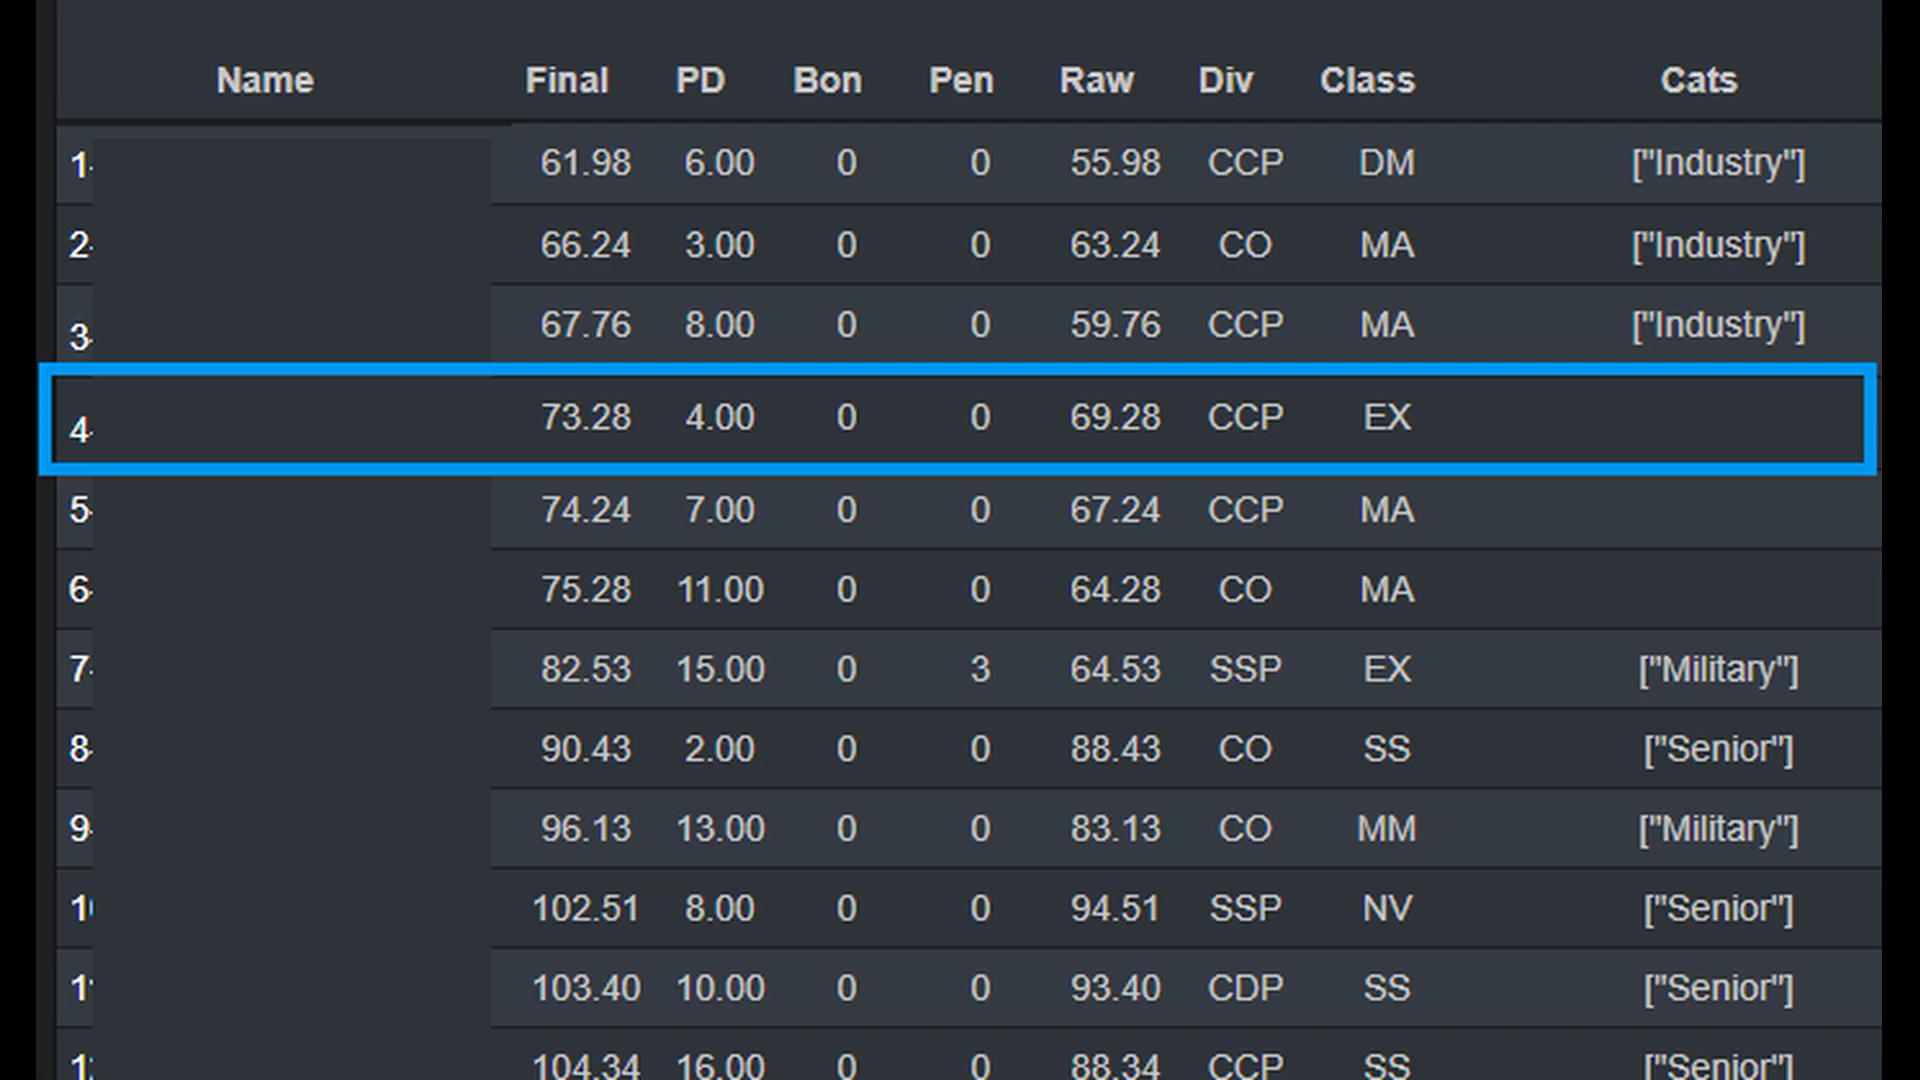 Name Final PD Bon Pen Raw Div Class Cats
1- 61.98 6.00 0 0 55.98 CCP DM ["Industry"]
2- 66.24 3.00 0 0 63.24 CO MA ["Industry"]
3- 67.76 8.00 0 0 59.76 CCP MA ["Industry"]
4- 73.28 4.00 0 0 69.28 CCP EX
5- 74.24 7.00 0 0 67.24 CCP MA
6- 75.28 11.00 0 0 64.28 CO MA
7- 82.53 15.00 0 3 64.53 SSP EX ["Military"]
8- 90.43 2.00 0 0 88.43 CO SS ["Senior"]
9- 96.13 13.00 0 0 83.13 CO MM ["Military"]
102.51 8.00 0 0 94.51 SSP NV ["Senior"]
103.40 10.00 0 0 93.40 CDP SS ["Senior"]
104.34 16.00 0 0 88.34 CCP SS ["Senior"]